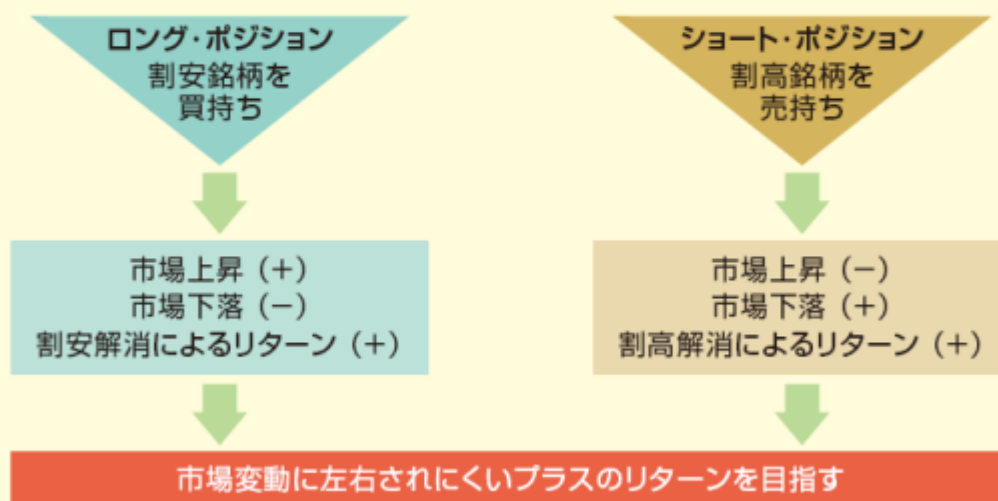 ロング・ポジション
割安銘柄を
買持ち
ショート・ポジション
割高銘柄を
売持ち
市場上昇（+）
市場下落（−）
割安解消によるリターン（+）
市場上昇（−）
市場下落（+）
割高解消によるリターン（+）
市場変動に左右されにくいプラスのリターンを目指す